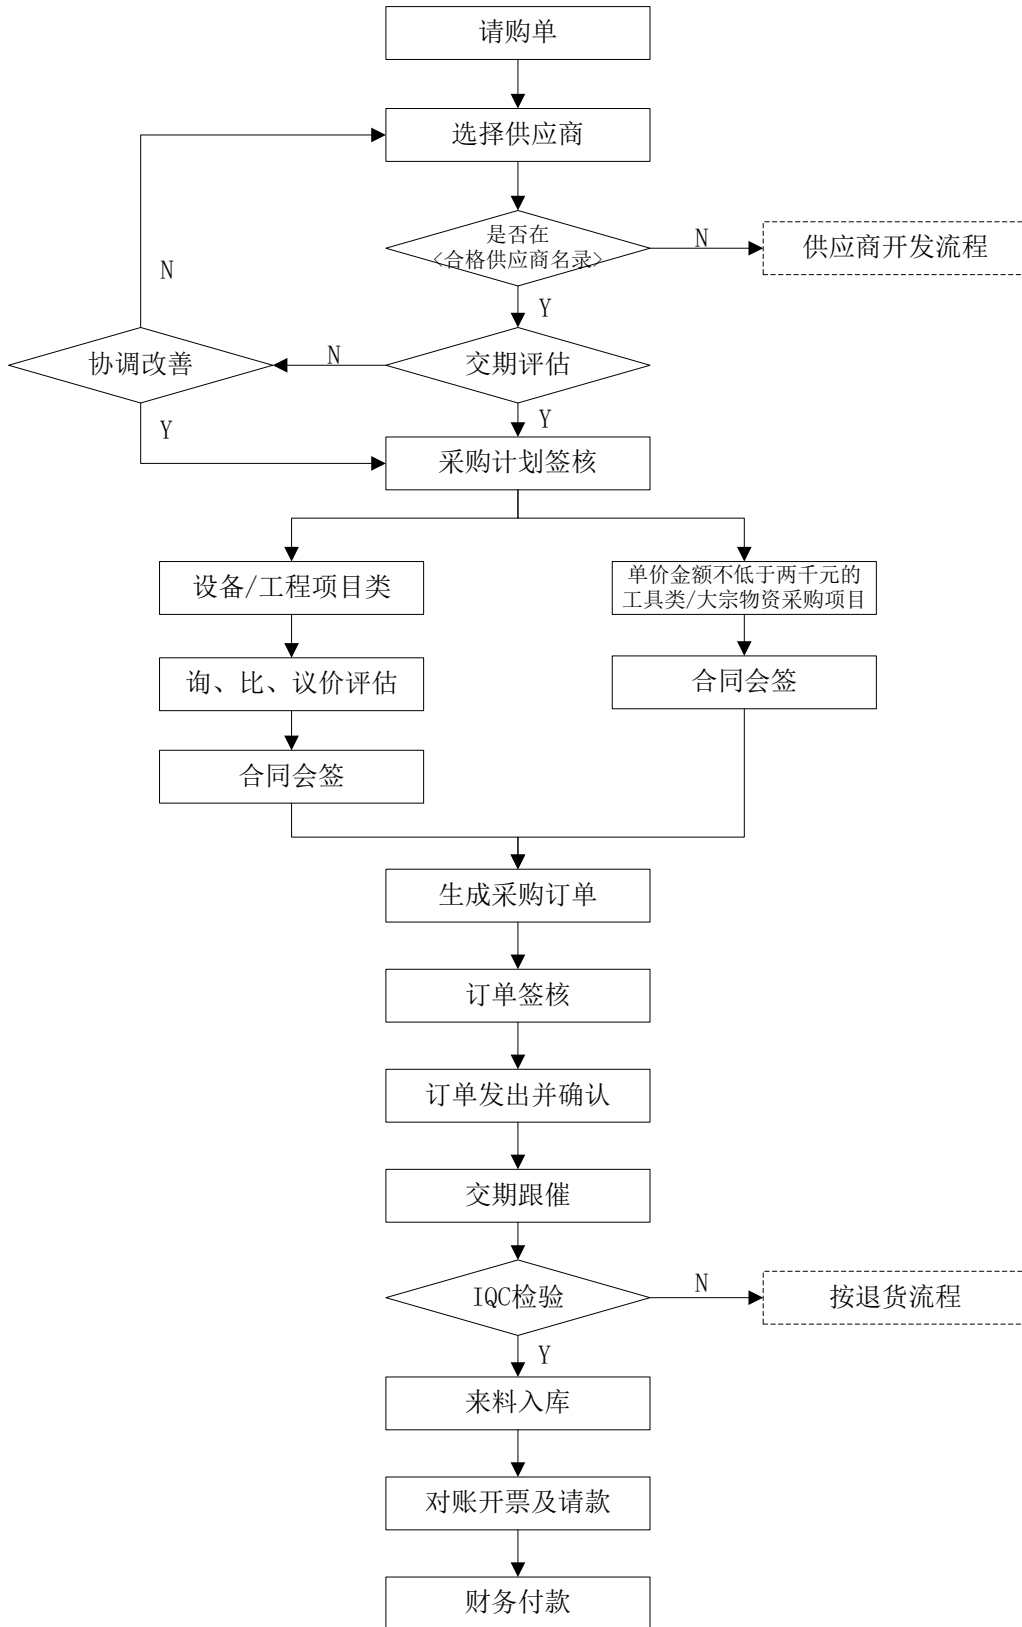 请购单
选择供应商
是否在
<合格供应商名录>
N
供应商开发流程
N
Y
协调改善
N
交期评估
Y
Y
采购计划签核
设备/工程项目类
单价金额不低于两千元的
工具类/大宗物资采购项目
询、比、议价评估
合同会签
合同会签
生成采购订单
订单签核
订单发出并确认
交期跟催
IQC检验
N
按退货流程
Y
来料入库
对账开票及请款
财务付款